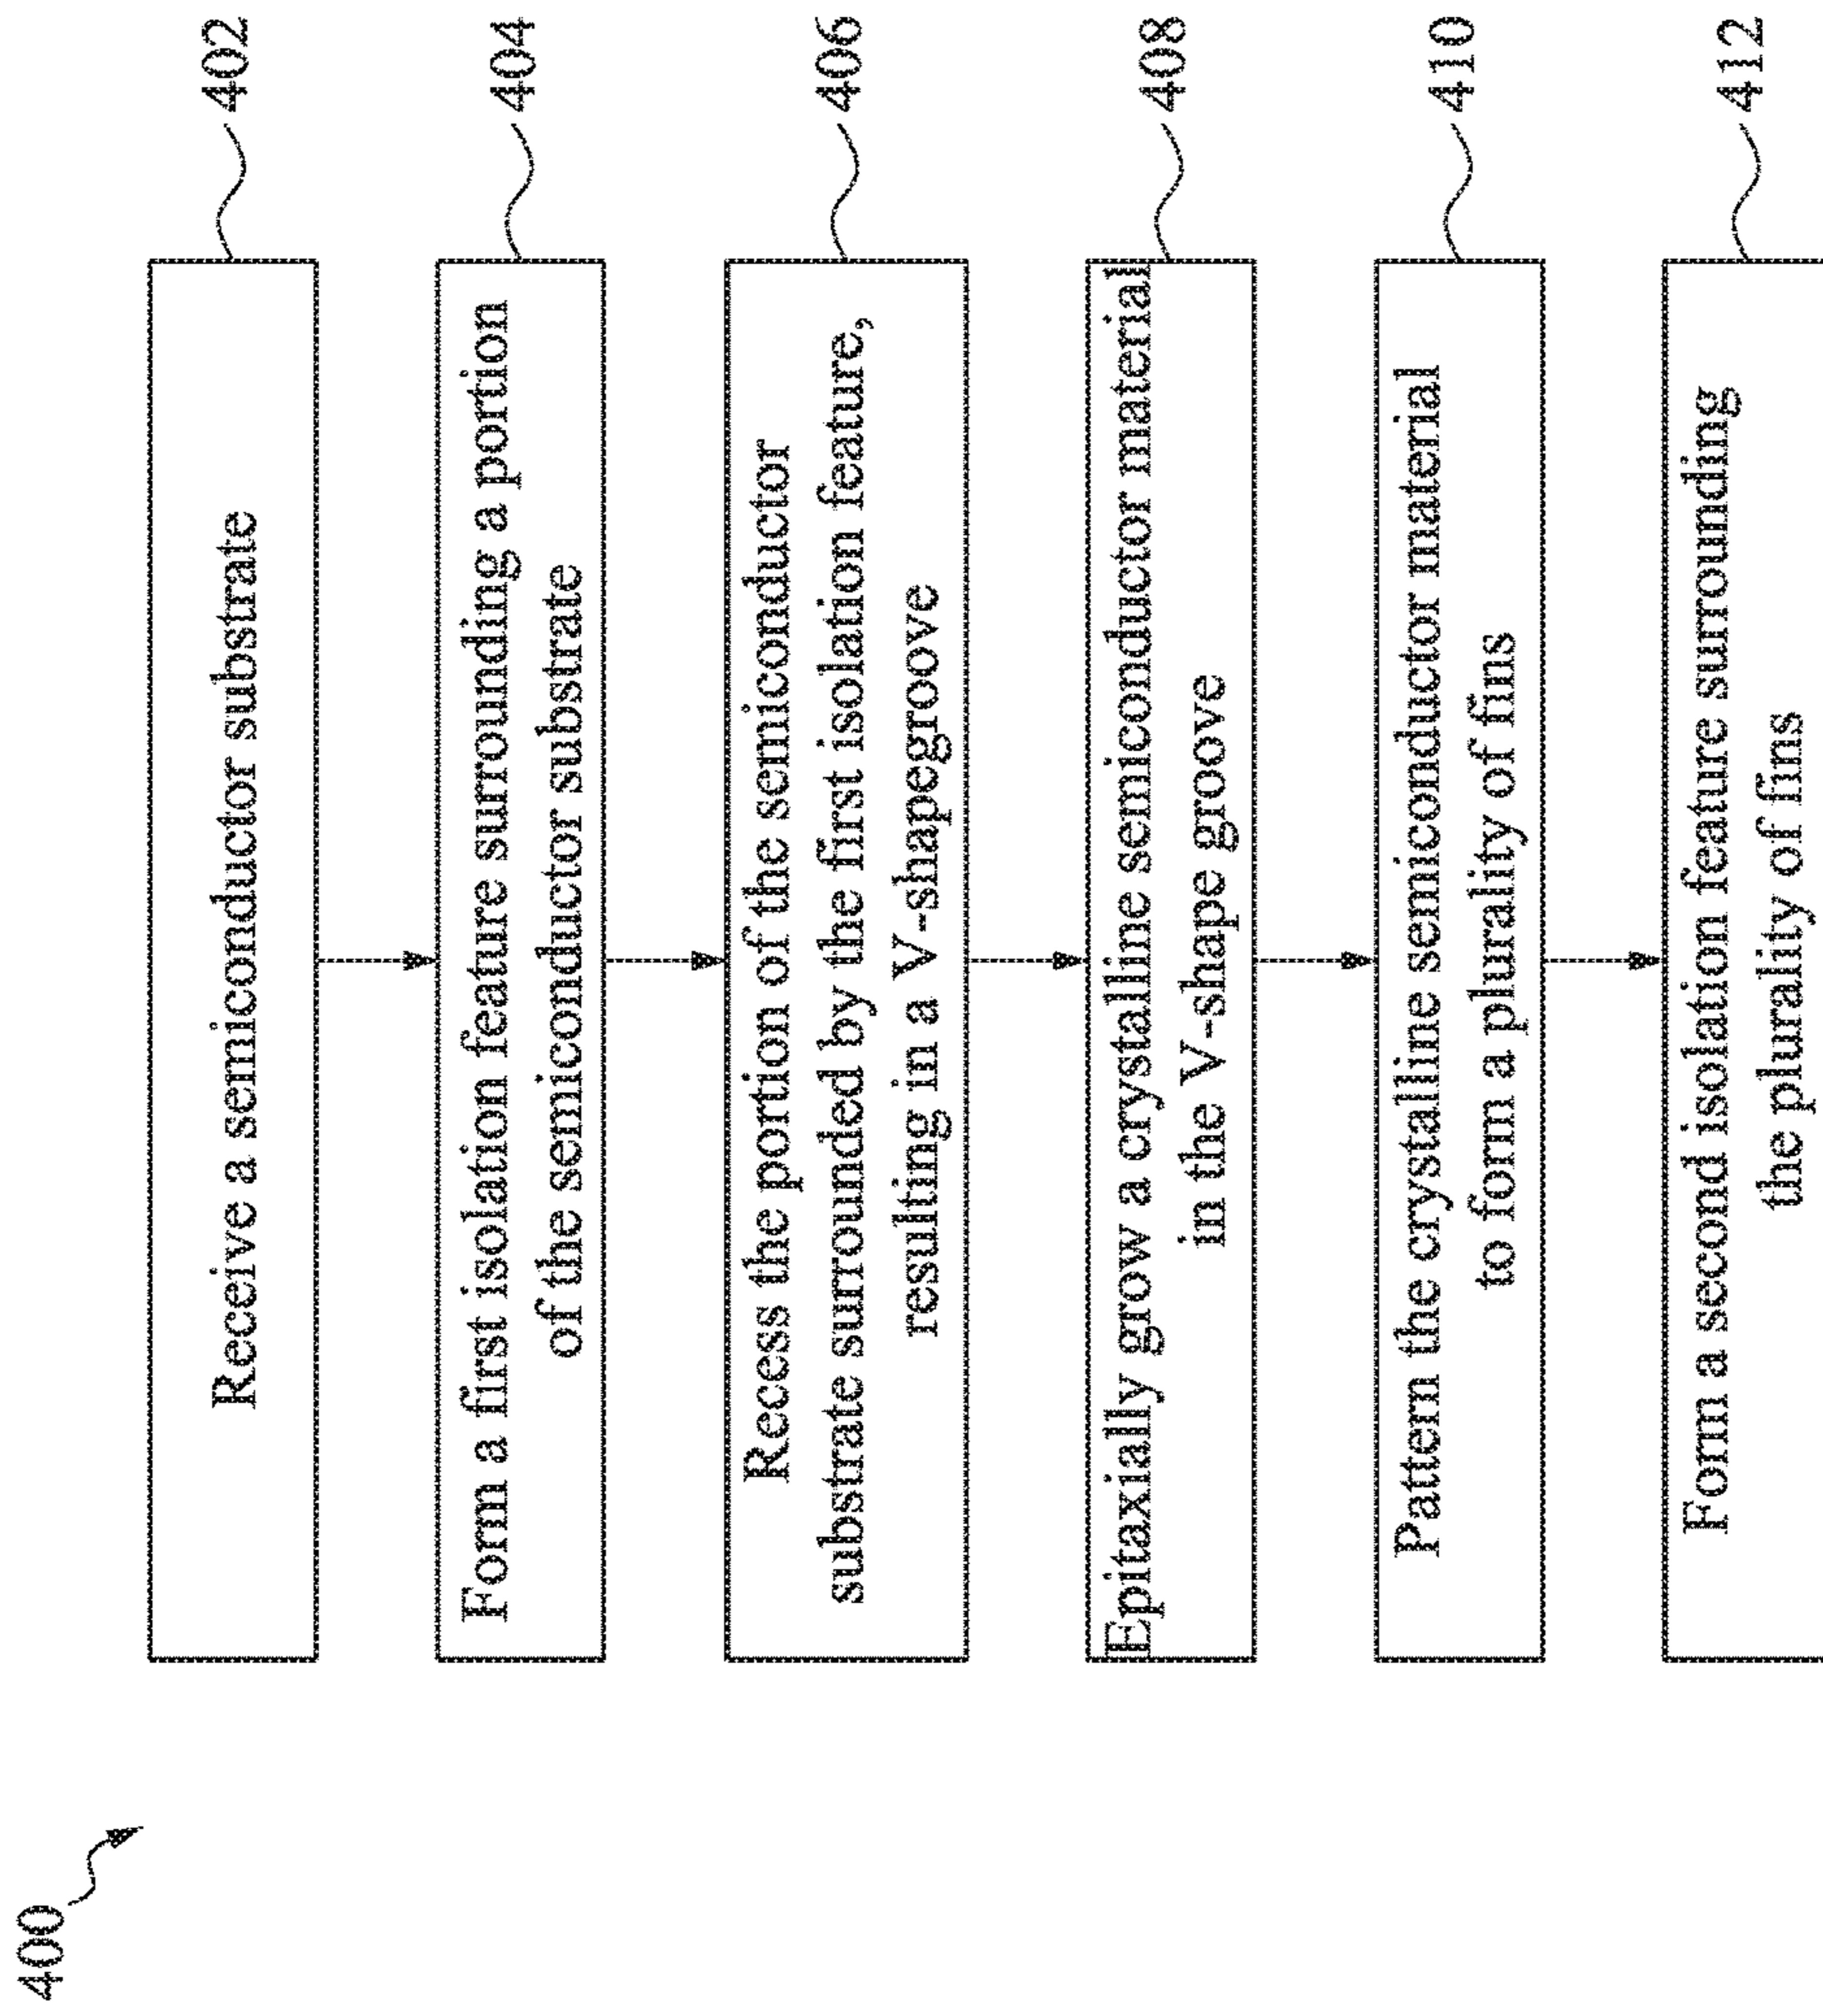 400
Receive a semiconductor substrate
402
Form a first isolation feature surrounding a portion
of the semiconductor substrate
404
Recess the portion of the semiconductor
substrate surrounded by the first isolation feature,
resulting in a V-shapegroove
406
Epitaxially grow a crystalline semiconductor material
in the V-shape groove
408
Pattern the crystalline semiconductor material
to form a plurality of fins
410
Form a second isolation feature surrounding
the plurality of fins
412